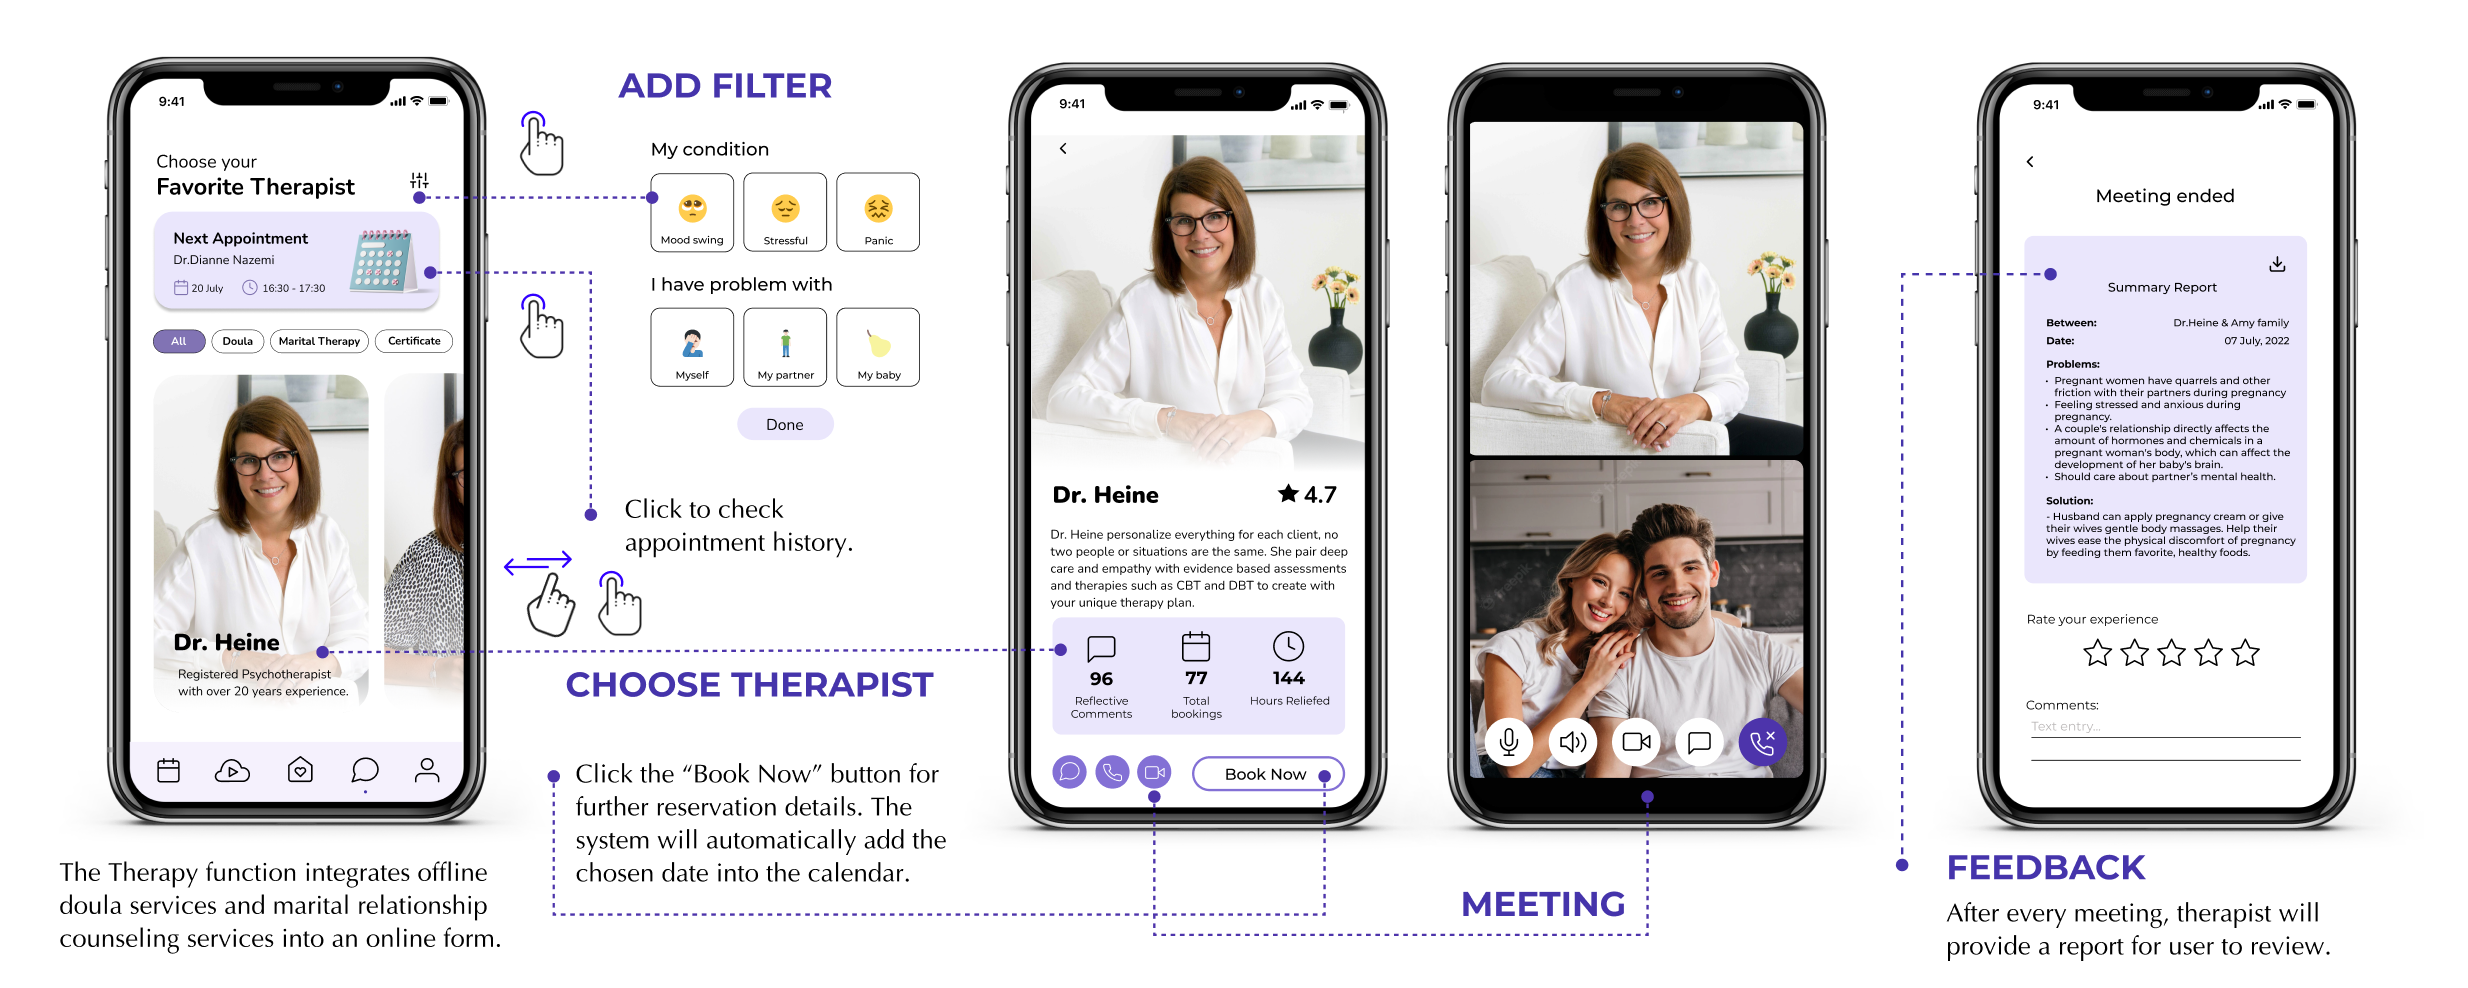 9:41
Choose your
Favorite Therapist
Next Appointment
Dr.Dianne Nazemi
20 July 16:30 - 17:30
All Doula Marital Therapy Certificate
Dr. Heine
Registered Psychotherapist
with over 20 years experience.
The Therapy function integrates offline
doula services and marital relationship
counseling services into an online form.
ADD FILTER
My condition
Mood swing Stressful Panic
I have problem with
Myself My partner My baby
Done
Click to check
appointment history.
CHOOSE THERAPIST
Click the “Book Now” button for
further reservation details. The
system will automatically add the
chosen date into the calendar.
9:41
Dr. Heine 4.7
Dr. Heine personalize everything for each client, no
two people or situations are the same. She pair deep
care and empathy with evidence based assessments
and therapies such as CBT and DBT to create with
your unique therapy plan.
96 77 144
Reflective Total Hours Reliefed
Comments bookings
Book Now
MEETING
9:41
Meeting ended
Summary Report
Between: Dr.Heine & Amy family
Date: 07 July, 2022
Problems:
• Pregnant women have quarrels and other
friction with their partners during pregnancy
• Feeling stressed and anxious during
pregnancy.
• A couple's relationship directly affects the
amount of hormones and chemicals in a
pregnant woman's body, which can affect the
development of her baby's brain.
• Should care about partner's mental health.
Solution:
- Husband can apply pregnancy cream or give
their wives gentle body massages. Help their
wives ease the physical discomfort of pregnancy
by feeding them favorite, healthy foods.
Rate your experience
Comments:
Text entry...
FEEDBACK
After every meeting, therapist will
provide a report for user to review.